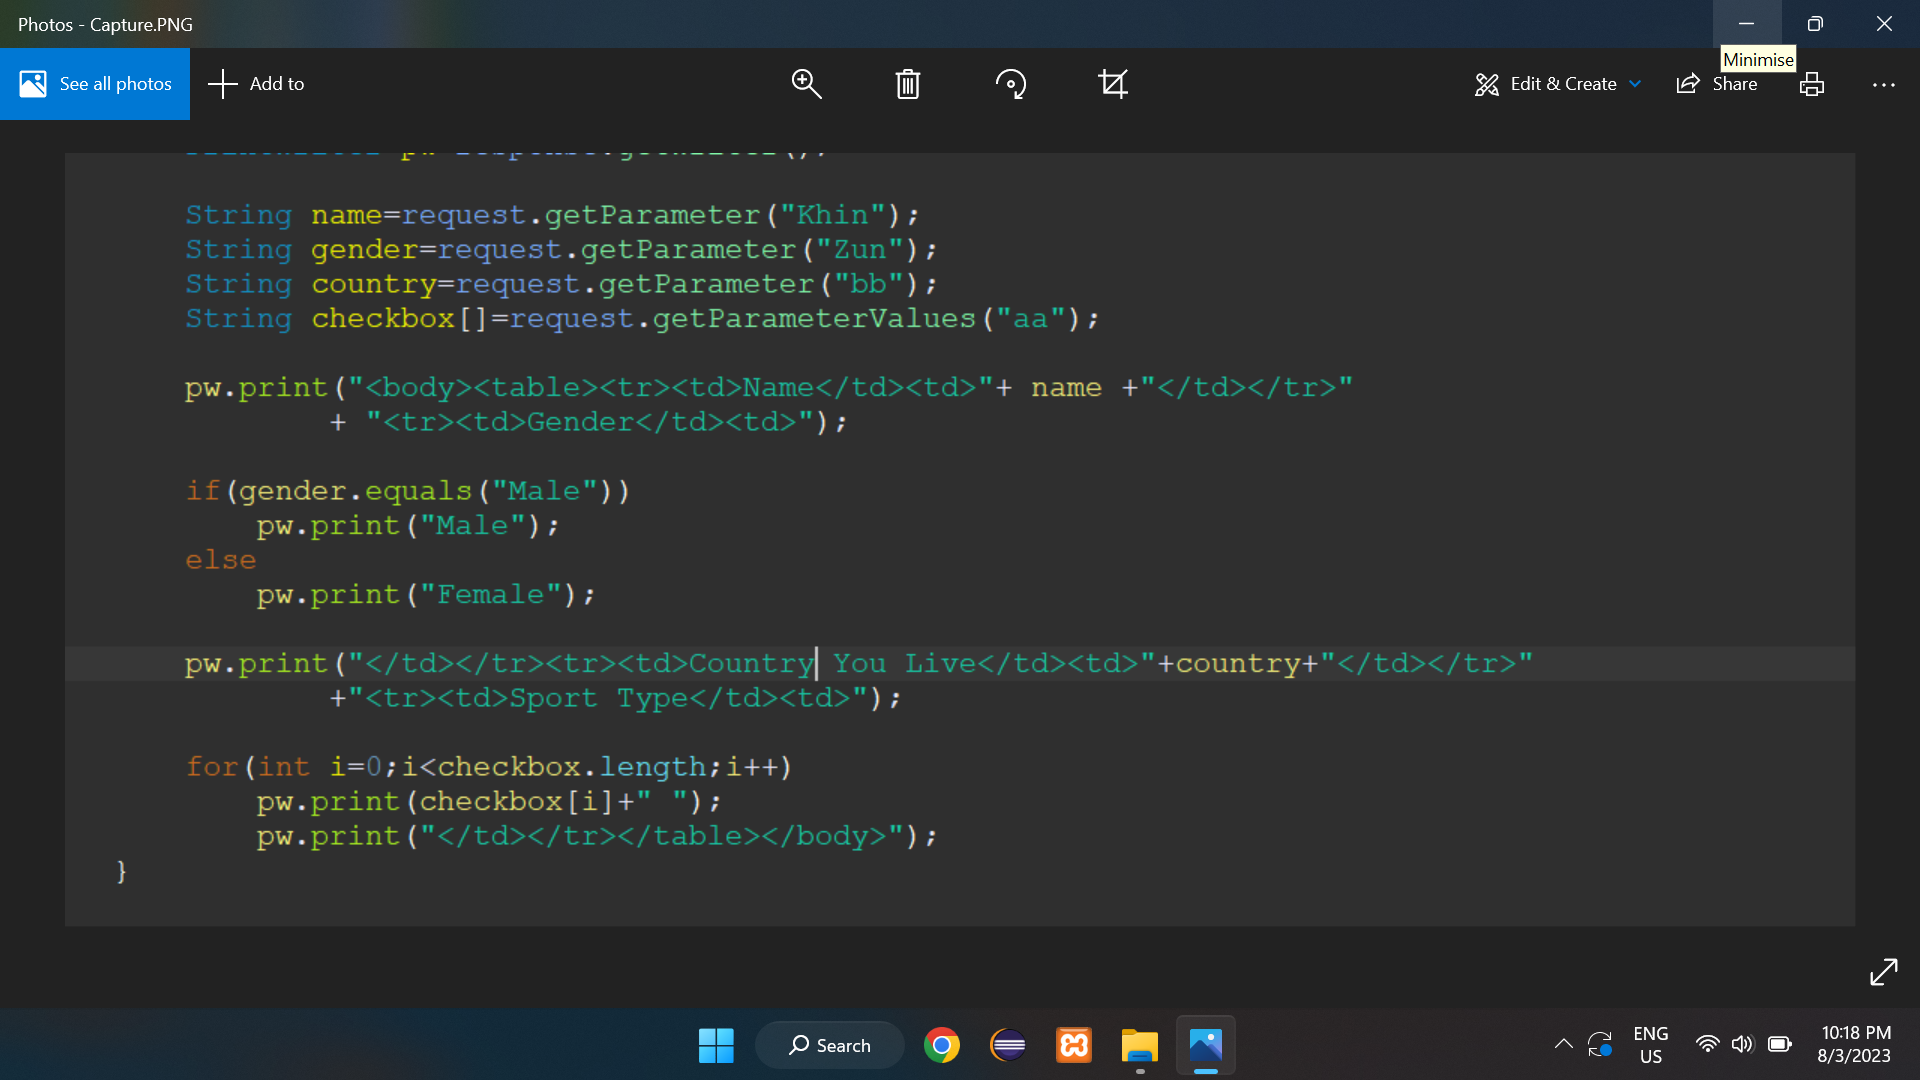 Photos - Capture.PNG
Minimise
See all photos
Add to
Edit & Create
Share
String name=request.getParameter("Khin");
String gender=request.getParameter("Zun");
String country=request.getParameter("bb");
String checkbox[]=request.getParameterValues("aa");
pw.print("<body><table><tr><td>Name</td><td>"+ name +"</td></tr>"
+ "<tr><td>Gender</td><td>");
if(gender.equals("Male"))
pw.print("Male");
else
pw.print("Female");
pw.print("</td></tr><tr><td>Country You Live</td><td>"+country+"</td></tr>"
+"<tr><td>Sport Type</td><td>");
for(int i=0;i<checkbox.length;i++)
pw.print(checkbox[i]+" ");
pw.print("</td></tr></table></body>");
}
Search
ENG
US
10:18 PM
8/3/2023